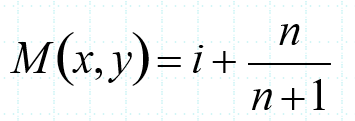 M(x, y) = i + n/(n+1)